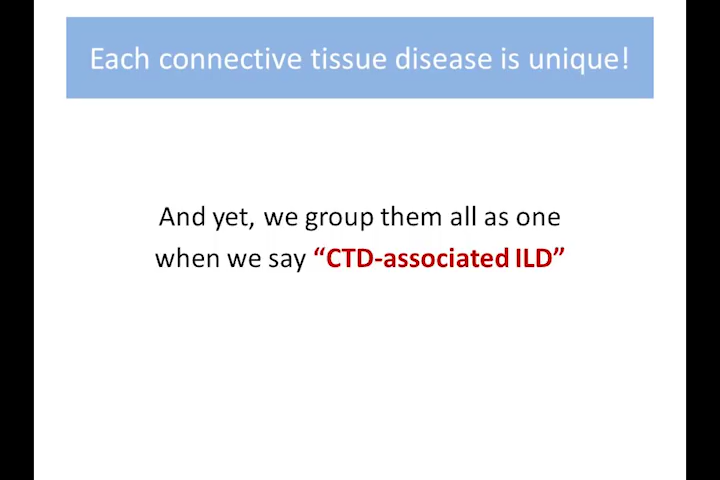 Each connective tissue disease is unique!
And yet, we group them all as one
when we say “CTD-associated ILD”